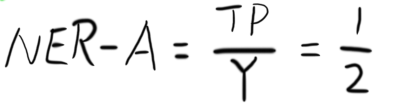 NER-A = TP/Y = 1/2